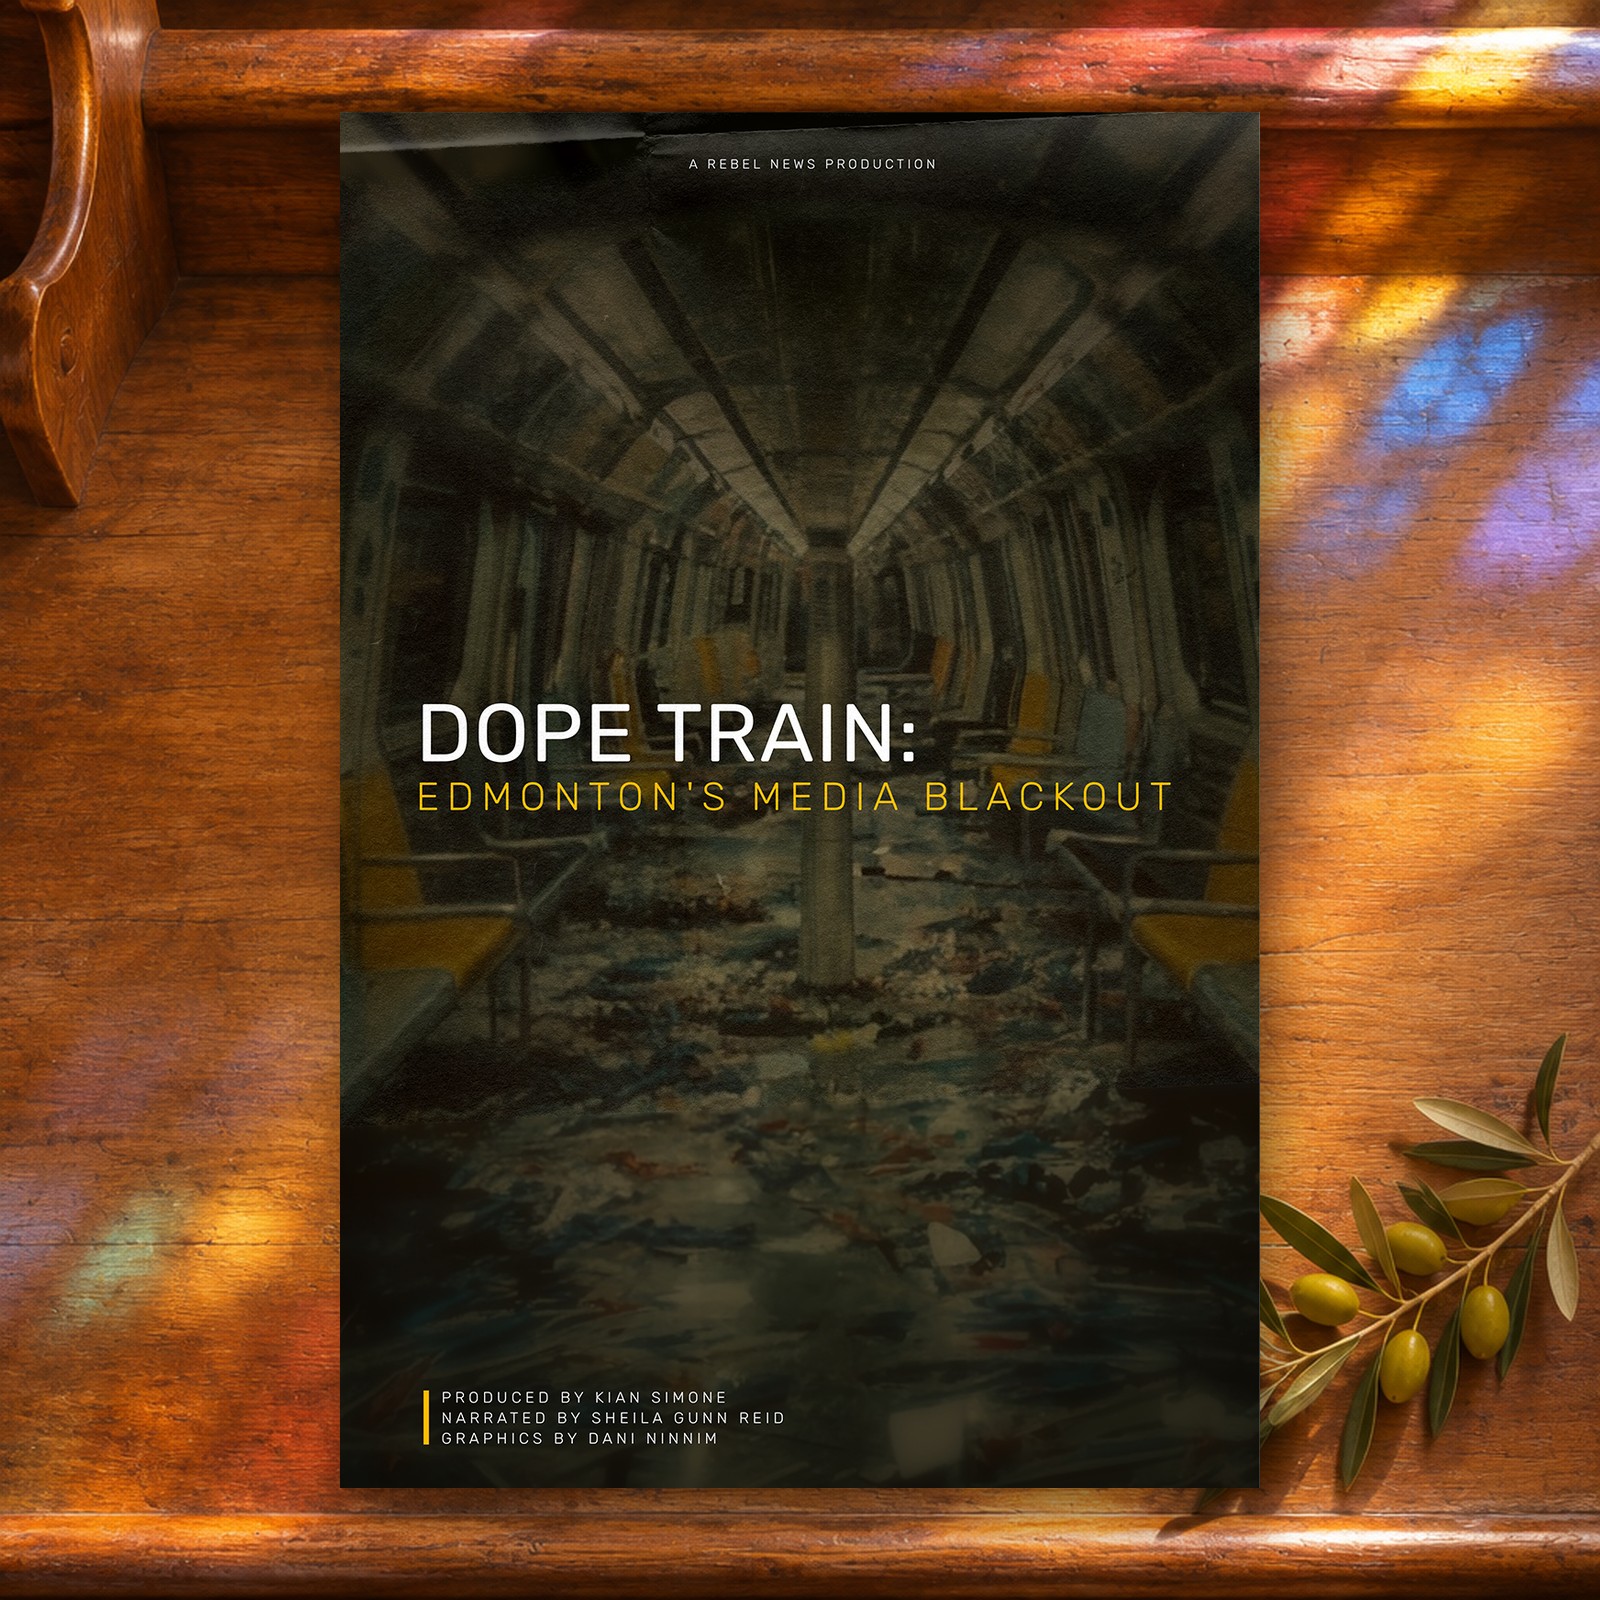 A REBEL NEWS PRODUCTION
DOPE TRAIN:
EDMONTON'S MEDIA BLACKOUT
PRODUCED BY KIAN SIMONE
NARRATED BY SHEILA GUNN REID
GRAPHICS BY DANI NINNIM